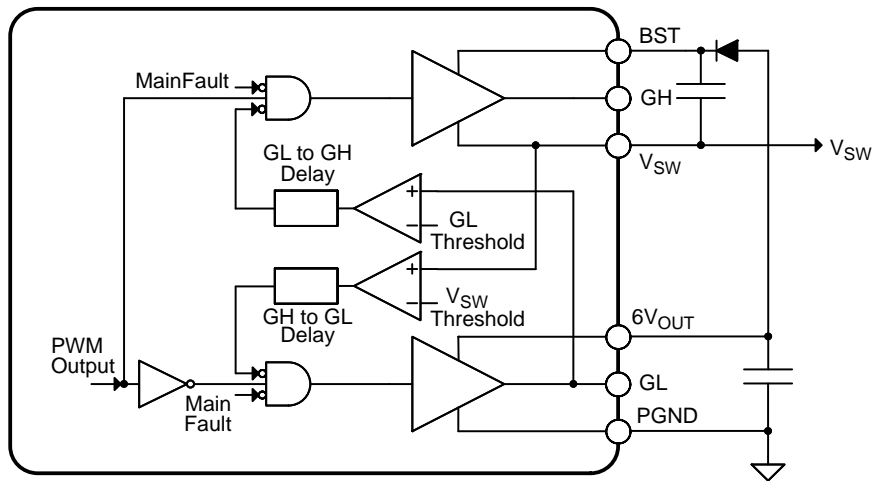 BST
MainFault
GH
V_SW
V_SW
GL to GH
Delay
+
−
GL
Threshold
+
−
V_SW
Threshold
GH to GL
Delay
6V_OUT
PWM
Output
GL
Main
Fault
PGND